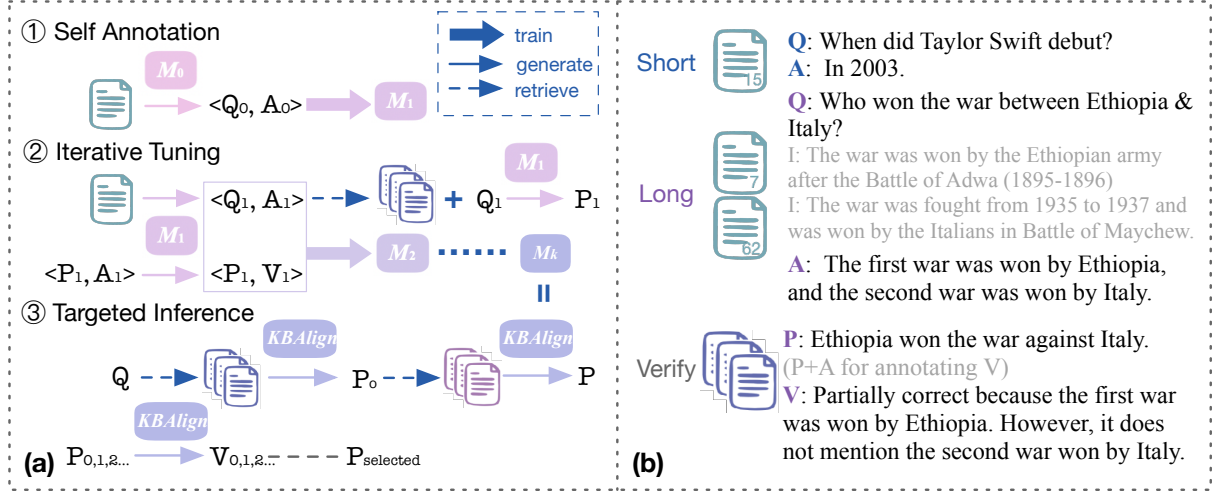 ① Self Annotation
train
generate
retrieve
M₀
<Q₀, A₀>
M₁
② Iterative Tuning
<Q₁, A₁>
+
Q₁
M₁
P₁
M₁
<P₁, A₁>
<P₁, V₁>
M₂
......
Mₖ
=
③ Targeted Inference
Q
KBAlign
P₀
KBAlign
P
KBAlign
P₀,₁,₂...
V₀,₁,₂...
P_selected
(a)
Short
15
Q: When did Taylor Swift debut?
A: In 2003.
Long
7
62
Q: Who won the war between Ethiopia &
Italy?
I: The war was won by the Ethiopian army
after the Battle of Adwa (1895-1896)
I: The war was fought from 1935 to 1937 and
was won by the Italians in Battle of Maychew.
A: The first war was won by Ethiopia,
and the second war was won by Italy.
Verify
P: Ethiopia won the war against Italy.
(P+A for annotating V)
V: Partially correct because the first war
was won by Ethiopia. However, it does
not mention the second war won by Italy.
(b)